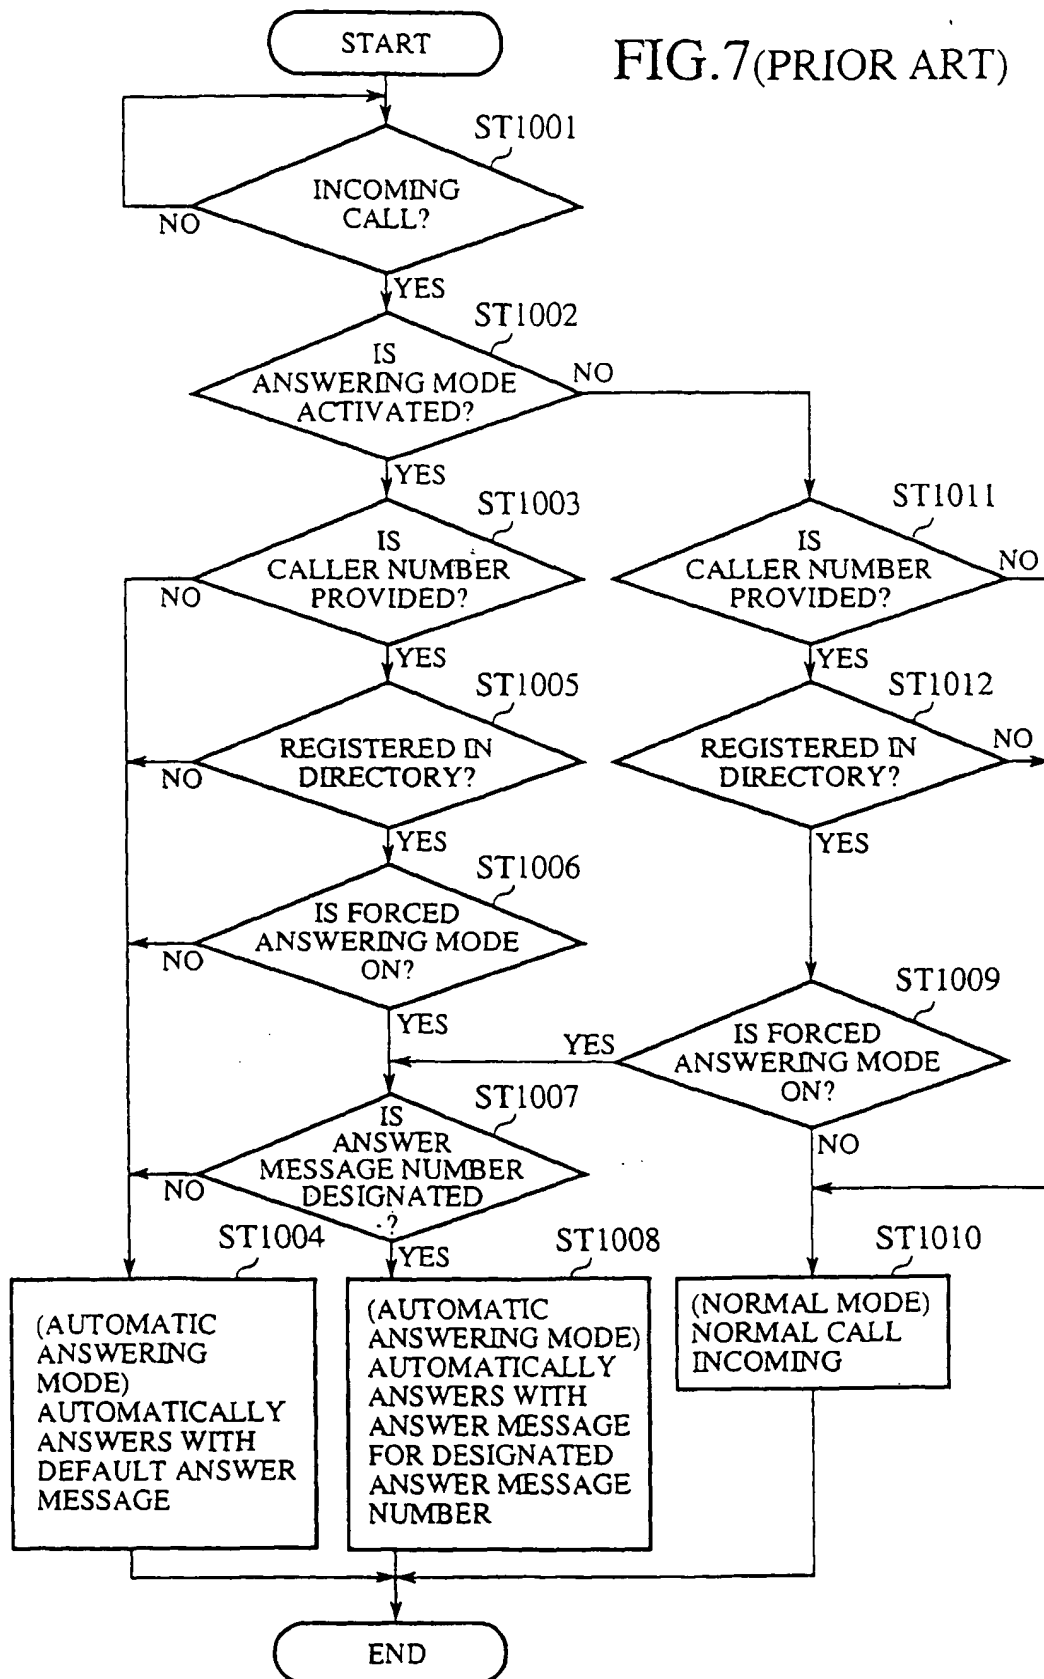 START
FIG.7(PRIOR ART)
ST1001
INCOMING
CALL?
NO
YES
ST1002
IS
ANSWERING MODE
ACTIVATED?
NO
YES
ST1003
IS
CALLER NUMBER
PROVIDED?
NO
YES
ST1011
IS
CALLER NUMBER
PROVIDED?
NO
YES
ST1005
REGISTERED IN
DIRECTORY?
NO
YES
ST1012
REGISTERED IN
DIRECTORY?
NO
YES
ST1006
IS FORCED
ANSWERING MODE
ON?
NO
YES
ST1009
IS FORCED
ANSWERING MODE
ON?
YES
NO
ST1007
IS
ANSWER
MESSAGE NUMBER
DESIGNATED
?
NO
YES
ST1004
(AUTOMATIC
ANSWERING
MODE)
AUTOMATICALLY
ANSWERS WITH
DEFAULT ANSWER
MESSAGE
ST1008
(AUTOMATIC
ANSWERING MODE)
AUTOMATICALLY
ANSWERS WITH
ANSWER MESSAGE
FOR DESIGNATED
ANSWER MESSAGE
NUMBER
ST1010
(NORMAL MODE)
NORMAL CALL
INCOMING
END